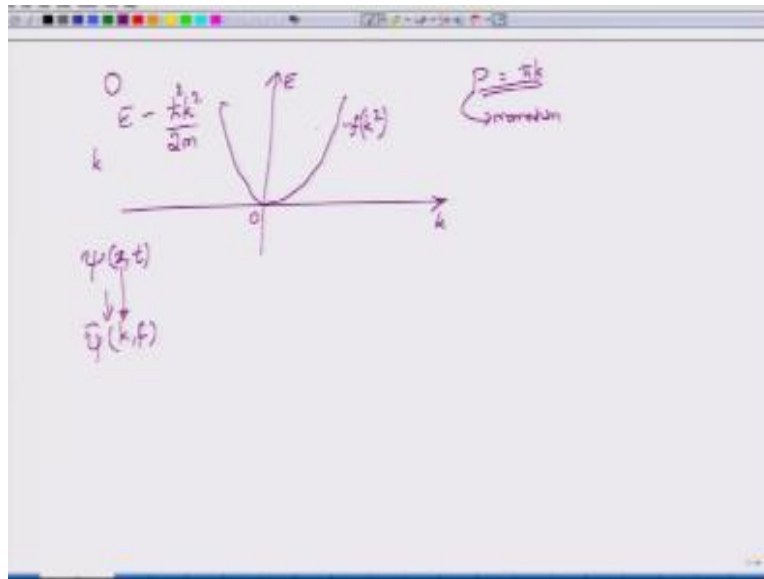 0
E - ħ²k²/2m
k
E
~f(k²)
P = ħk
momentum
0
k
ψ(x,t)
ψ̃(k,f)